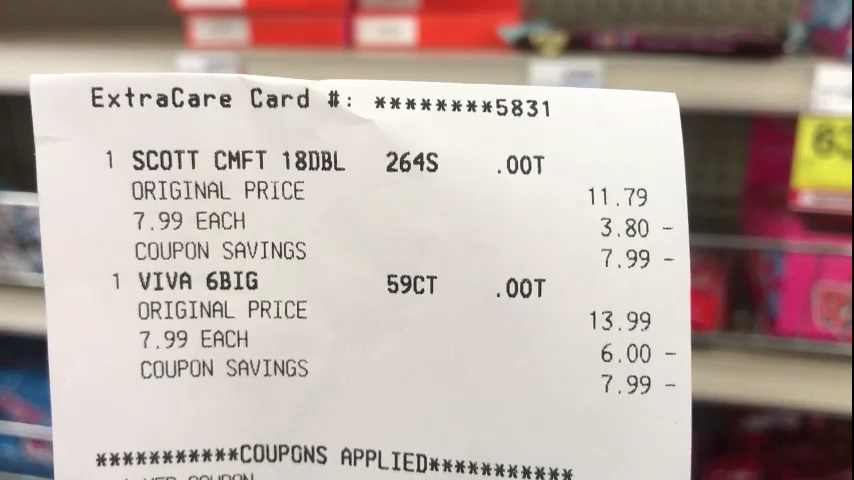 ExtraCare Card #: ********5831
1 SCOTT CMFT 18DBL 264S .00T
ORIGINAL PRICE 11.79
7.99 EACH 3.80 -
COUPON SAVINGS 7.99 -
1 VIVA 6BIG 59CT .00T
ORIGINAL PRICE 13.99
7.99 EACH 6.00 -
COUPON SAVINGS 7.99 -
***********COUPONS APPLIED***********
COUPON
63